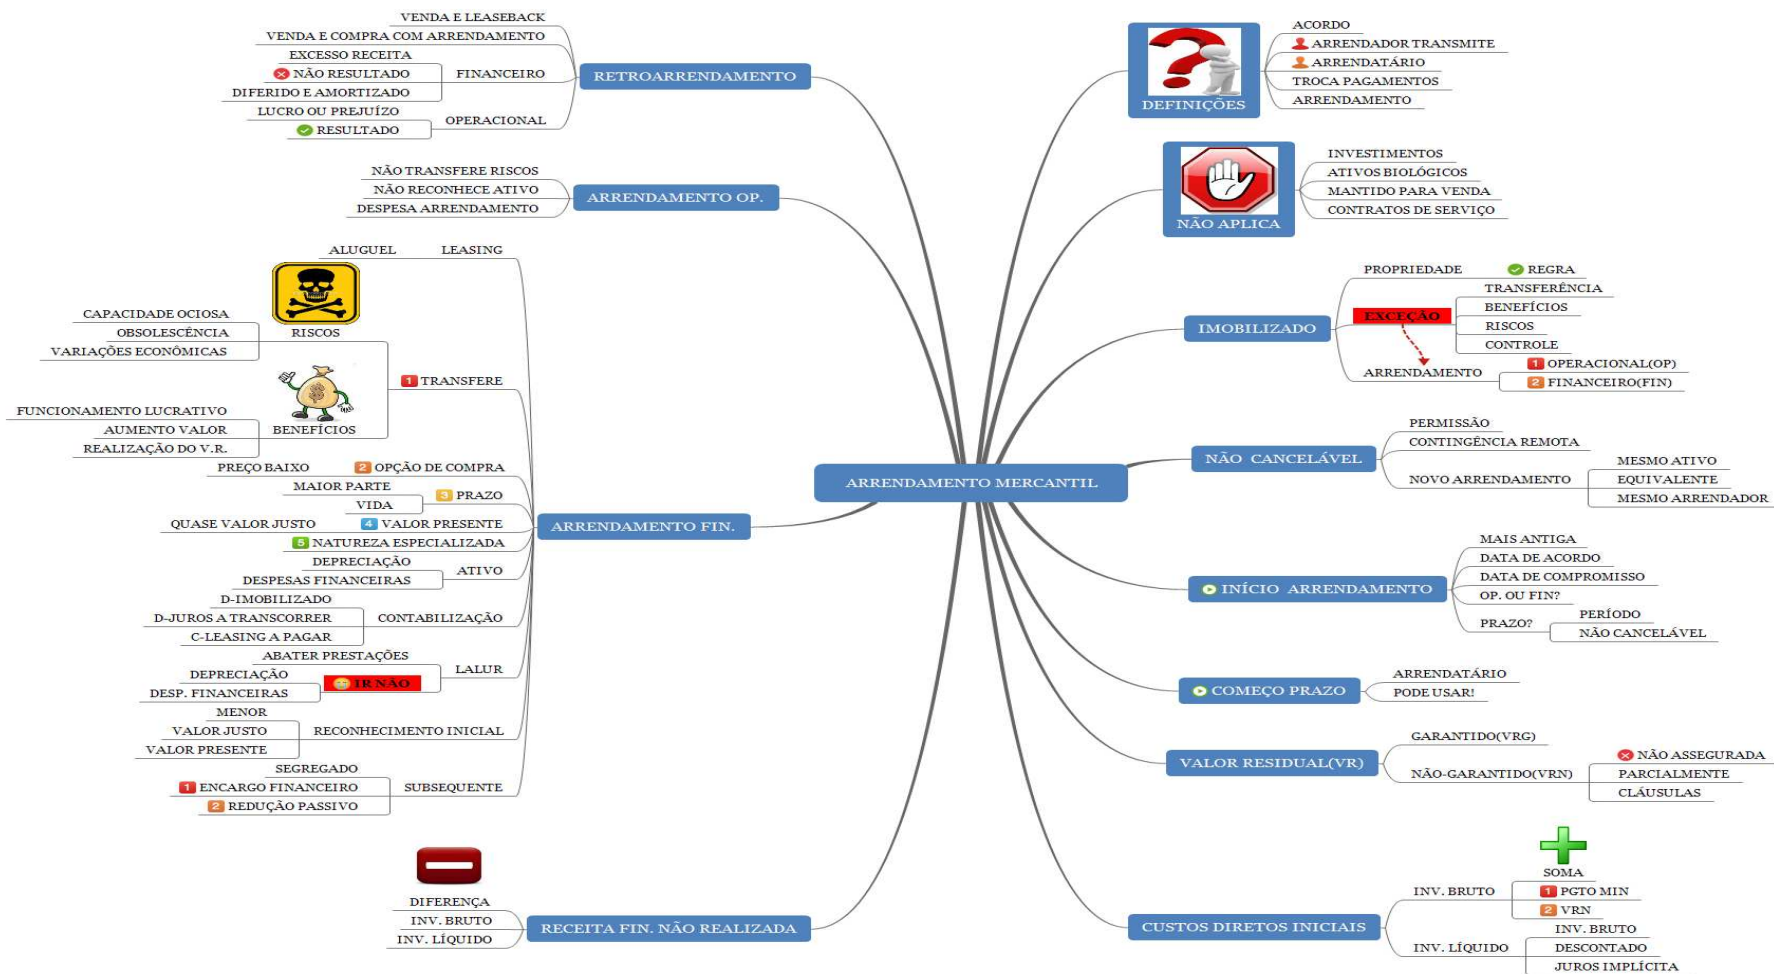 ARRENDAMENTO MERCANTIL
DEFINIÇÕES
ACORDO
ARRENDADOR TRANSMITE
ARRENDATÁRIO
TROCA PAGAMENTOS
ARRENDAMENTO
NÃO APLICA
INVESTIMENTOS
ATIVOS BIOLÓGICOS
MANTIDO PARA VENDA
CONTRATOS DE SERVIÇO
IMOBILIZADO
PROPRIEDADE
REGRA
EXCEÇÃO
TRANSFERÊNCIA
BENEFÍCIOS
RISCOS
CONTROLE
ARRENDAMENTO
1 OPERACIONAL(OP)
2 FINANCEIRO(FIN)
NÃO CANCELÁVEL
PERMISSÃO
CONTINGÊNCIA REMOTA
NOVO ARRENDAMENTO
MESMO ATIVO
EQUIVALENTE
MESMO ARRENDADOR
INÍCIO ARRENDAMENTO
MAIS ANTIGA
DATA DE ACORDO
DATA DE COMPROMISSO
OP. OU FIN?
PRAZO?
PERÍODO
NÃO CANCELÁVEL
COMEÇO PRAZO
ARRENDATÁRIO
PODE USAR!
VALOR RESIDUAL(VR)
GARANTIDO(VRG)
NÃO-GARANTIDO(VRN)
NÃO ASSEGURADA
PARCIALMENTE
CLÁUSULAS
CUSTOS DIRETOS INICIAIS
INV. BRUTO
SOMA
1 PGTO MIN
2 VRN
INV. LÍQUIDO
INV. BRUTO
DESCONTADO
JUROS IMPLÍCITA
RETROARRENDAMENTO
VENDA E LEASEBACK
VENDA E COMPRA COM ARRENDAMENTO
FINANCEIRO
EXCESSO RECEITA
NÃO RESULTADO
DIFERIDO E AMORTIZADO
OPERACIONAL
LUCRO OU PREJUÍZO
RESULTADO
ARRENDAMENTO OP.
NÃO TRANSFERE RISCOS
NÃO RECONHECE ATIVO
DESPESA ARRENDAMENTO
ARRENDAMENTO FIN.
LEASING
ALUGUEL
1 TRANSFERE
RISCOS
CAPACIDADE OCIOSA
OBSOLESCÊNCIA
VARIAÇÕES ECONÔMICAS
BENEFÍCIOS
FUNCIONAMENTO LUCRATIVO
AUMENTO VALOR
REALIZAÇÃO DO V.R.
2 OPÇÃO DE COMPRA
PREÇO BAIXO
3 PRAZO
MAIOR PARTE
VIDA
4 VALOR PRESENTE
QUASE VALOR JUSTO
5 NATUREZA ESPECIALIZADA
ATIVO
DEPRECIAÇÃO
DESPESAS FINANCEIRAS
CONTABILIZAÇÃO
D-IMOBILIZADO
D-JUROS A TRANSCORRER
C-LEASING A PAGAR
LALUR
ABATER PRESTAÇÕES
IR NÃO
DEPRECIAÇÃO
DESP. FINANCEIRAS
RECONHECIMENTO INICIAL
MENOR
VALOR JUSTO
VALOR PRESENTE
SUBSEQUENTE
SEGREGADO
1 ENCARGO FINANCEIRO
2 REDUÇÃO PASSIVO
RECEITA FIN. NÃO REALIZADA
DIFERENÇA
INV. BRUTO
INV. LÍQUIDO